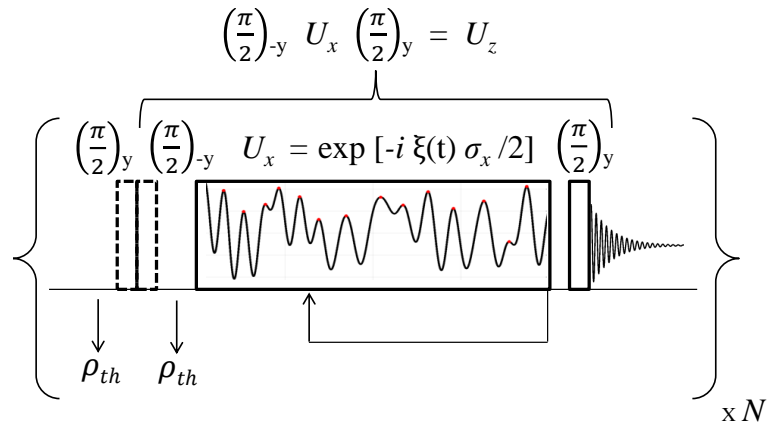 (π/2)-y Ux (π/2)y = Uz
(π/2)y (π/2)-y Ux = exp [-i ξ(t) σx /2] (π/2)y
ρth ρth
x N